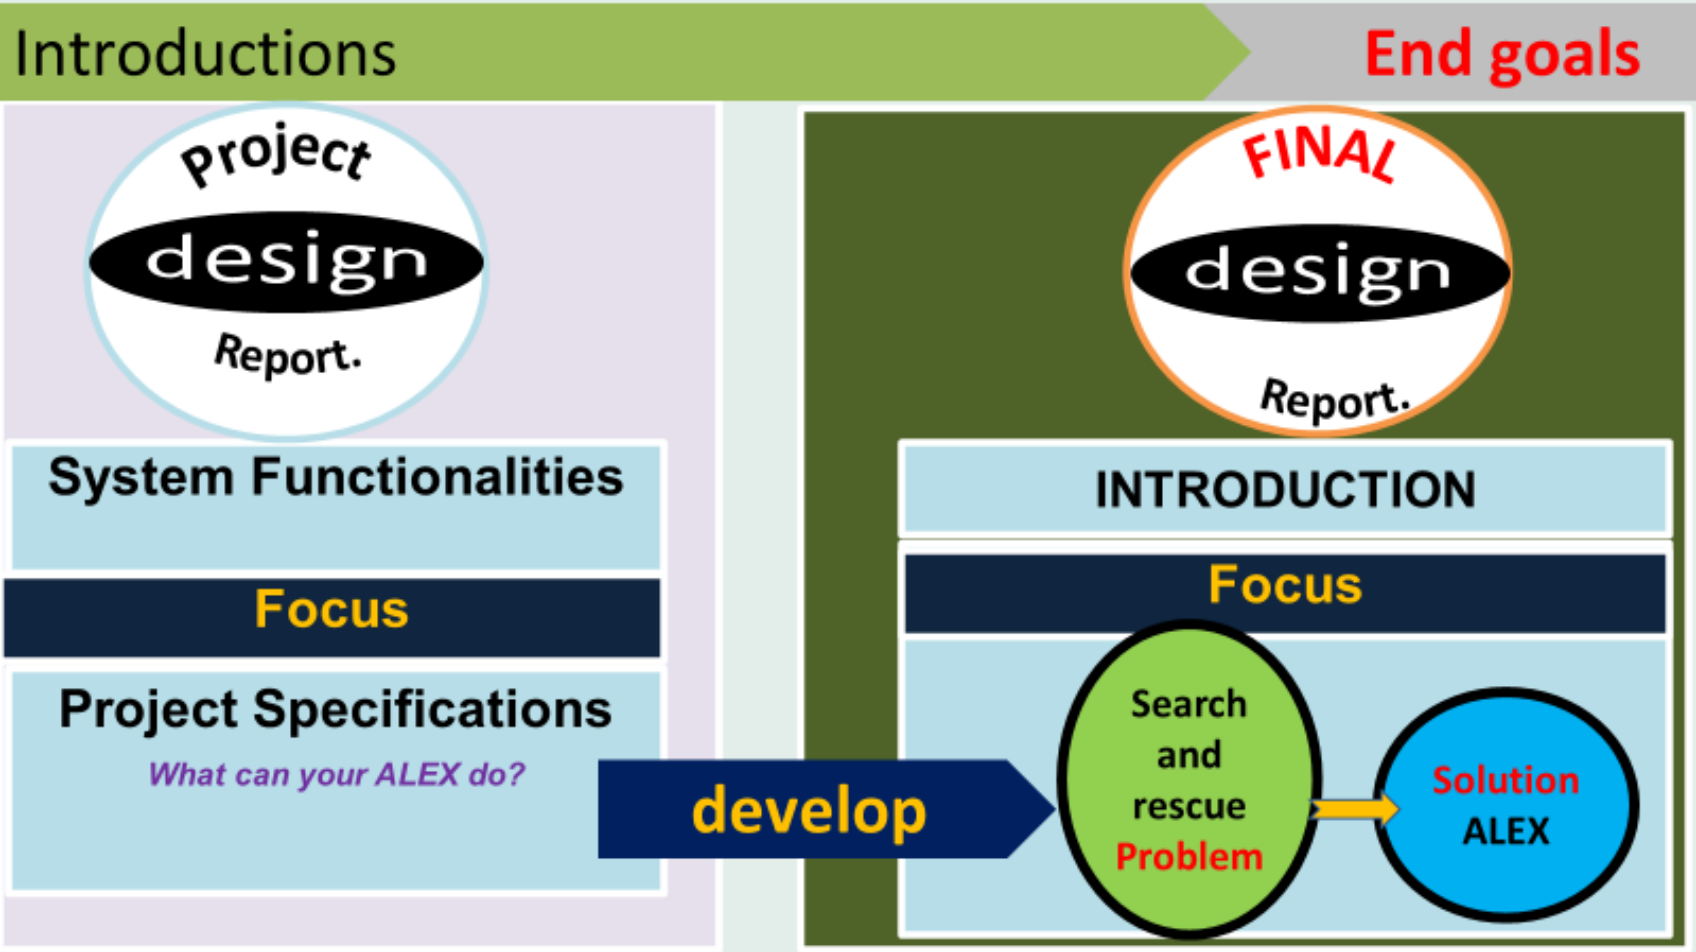 Introductions
End goals
Project
design
Report.
System Functionalities
Focus
Project Specifications
What can your ALEX do?
develop
FINAL
design
Report.
INTRODUCTION
Focus
Search
and
rescue
Problem
Solution
ALEX